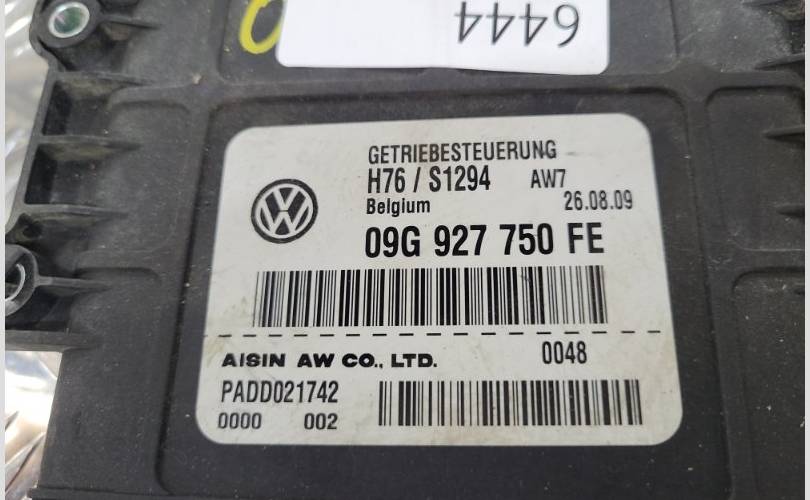 6444
GETRIEBESTEUERUNG
H76 / S1294 AW7
Belgium 26.08.09
09G 927 750 FE
AISIN AW CO., LTD. 0048
PADD021742
0000 002